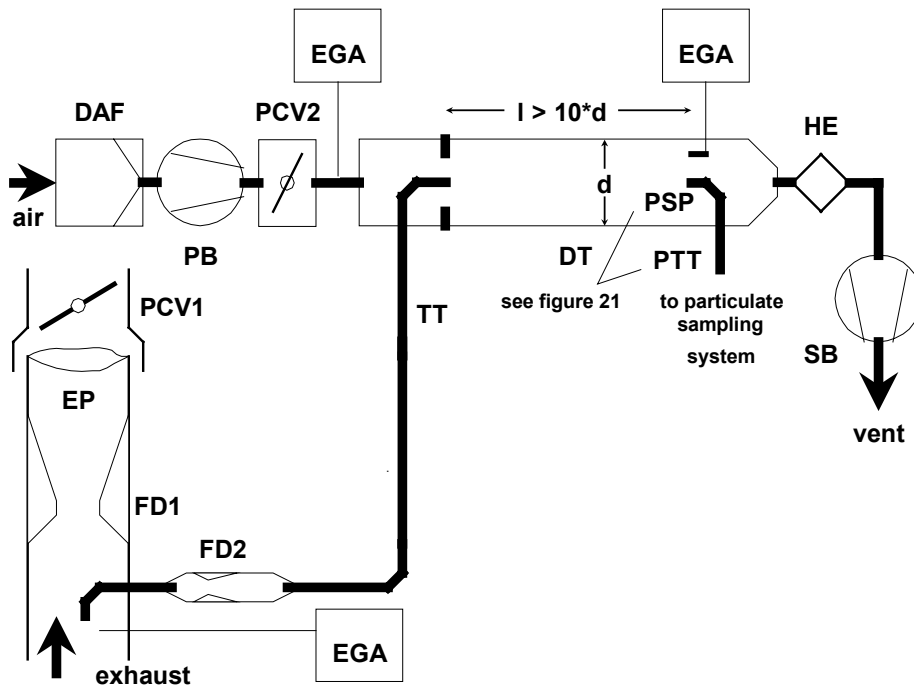 EGA
EGA
DAF
PCV2
l > 10*d
HE
air
d
PSP
PB
DT
PTT
PCV1
see figure 21
to particulate
sampling
system
TT
SB
EP
vent
FD1
FD2
EGA
exhaust